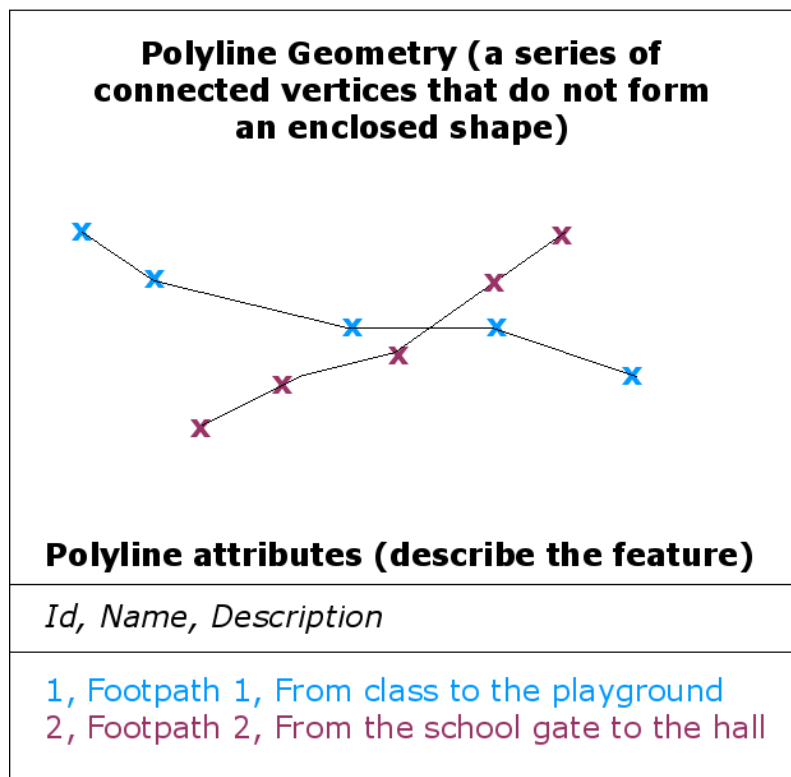 Polyline Geometry (a series of
connected vertices that do not form
an enclosed shape)
x x x x x
x x x x x
Polyline attributes (describe the feature)
Id, Name, Description
1, Footpath 1, From class to the playground
2, Footpath 2, From the school gate to the hall